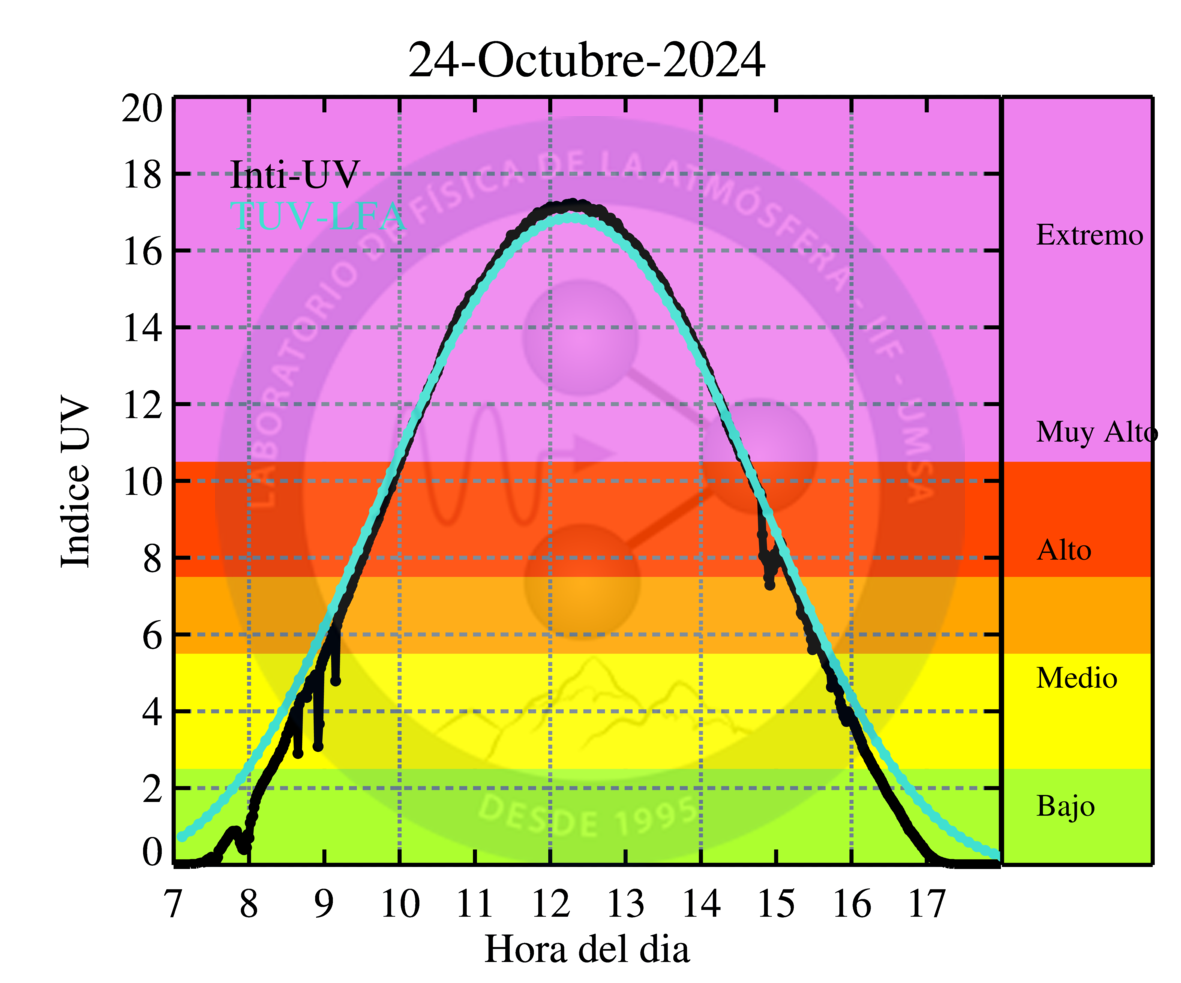 24-Octubre-2024
Inti-UV
TUV-LFA
LABORATORIO DE FÍSICA DE LA ATMÓSFERA - IIF - UMSA
DESDE 1995
Indice UV
20
18
16
14
12
10
8
6
4
2
0
7 8 9 10 11 12 13 14 15 16 17
Hora del dia
Extremo
Muy Alto
Alto
Medio
Bajo